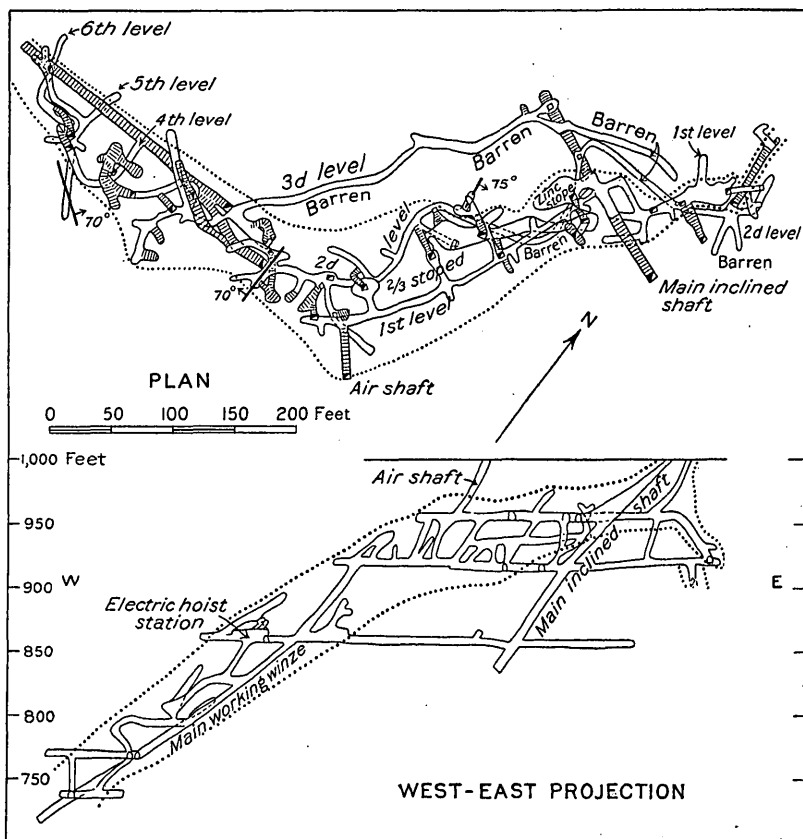 6th level
5th level
4th level
3d level
Barren
Barren
Barren
Barren
1st level
70°
75°
Zinc
stope
level
2d
2/3 stoped
Barren
2d level
Barren
70°
1st level
Main inclined
shaft
Air shaft
N
PLAN
0 50 100 150 200 Feet
1,000 Feet
Air shaft
950
Main inclined shaft
W
900
E
Electric hoist
station
850
Main working winze
800
750
WEST-EAST PROJECTION